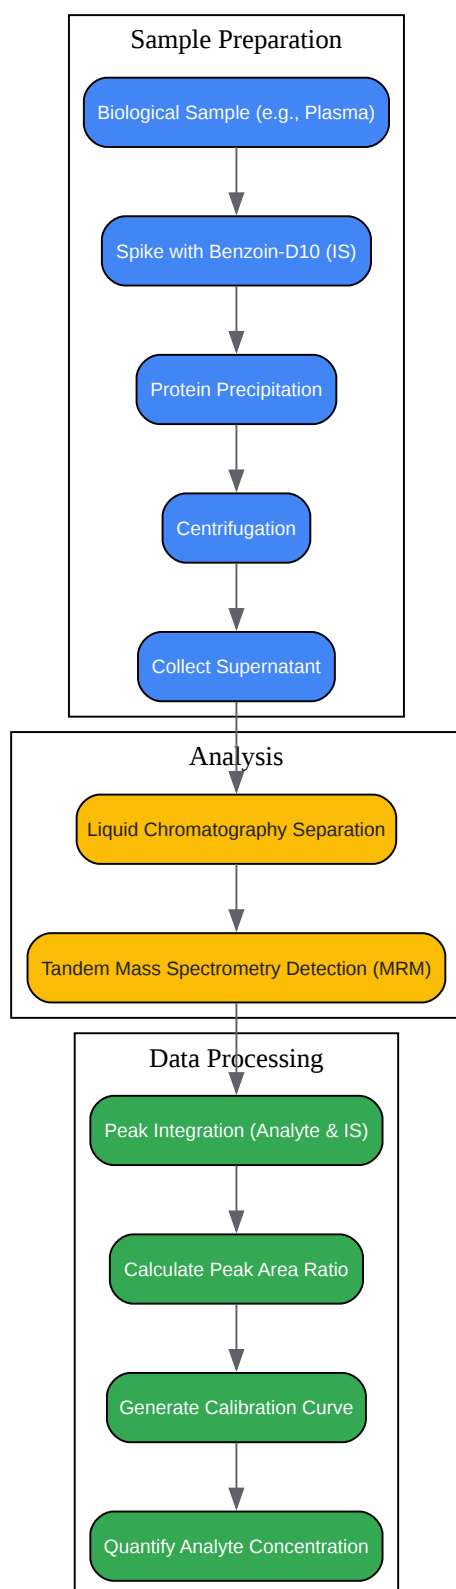 Sample Preparation
Biological Sample (e.g., Plasma)
Spike with Benzoin-D10 (IS)
Protein Precipitation
Centrifugation
Collect Supernatant
Analysis
Liquid Chromatography Separation
Tandem Mass Spectrometry Detection (MRM)
Data Processing
Peak Integration (Analyte & IS)
Calculate Peak Area Ratio
Generate Calibration Curve
Quantify Analyte Concentration